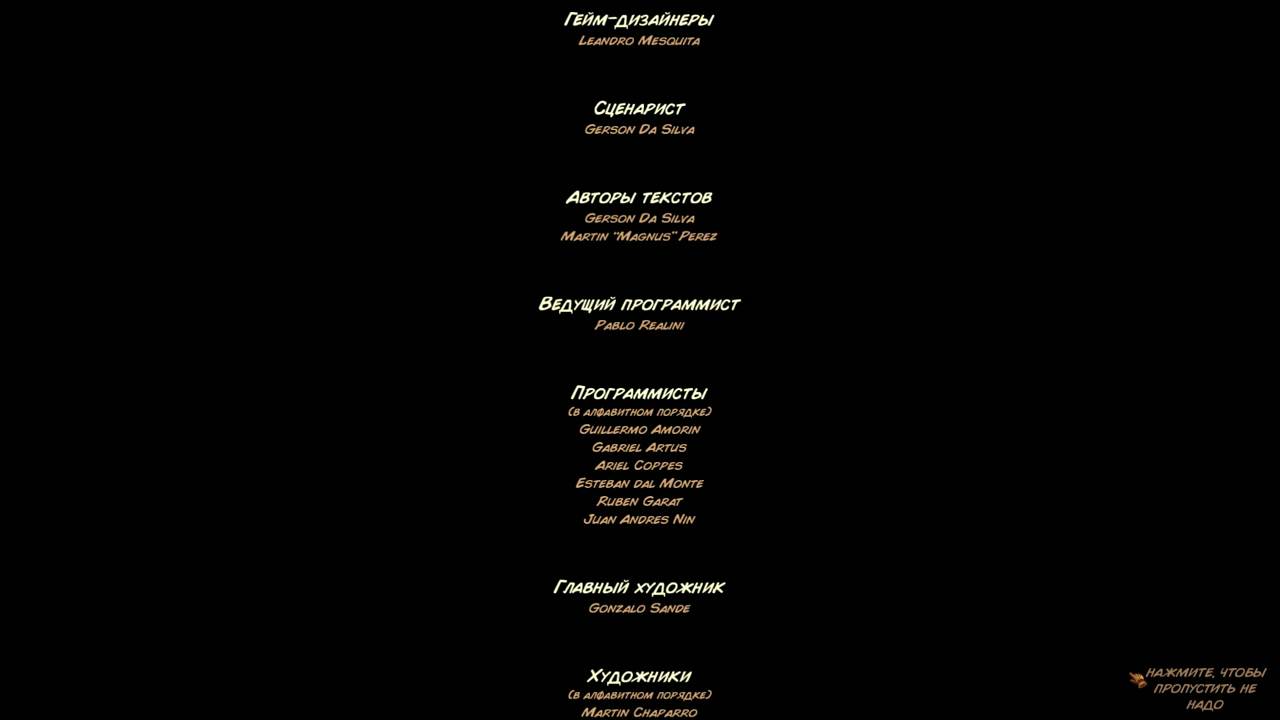 Гейм-дизайнеры
Leandro Mesquita
Сценарист
Gerson Da Silva
Авторы текстов
Gerson Da Silva
Martin "Magnus" Perez
Ведущий программист
Pablo Realini
Программисты
(в алфавитном порядке)
Guillermo Amorin
Gabriel Artus
Ariel Coppes
Esteban dal Monte
Ruben Garat
Juan Andres Nin
Главный художник
Gonzalo Sande
Художники
(в алфавитном порядке)
Martin Chaparro
НАЖМИТЕ, ЧТОБЫ
ПРОПУСТИТЬ НЕ
НАДО